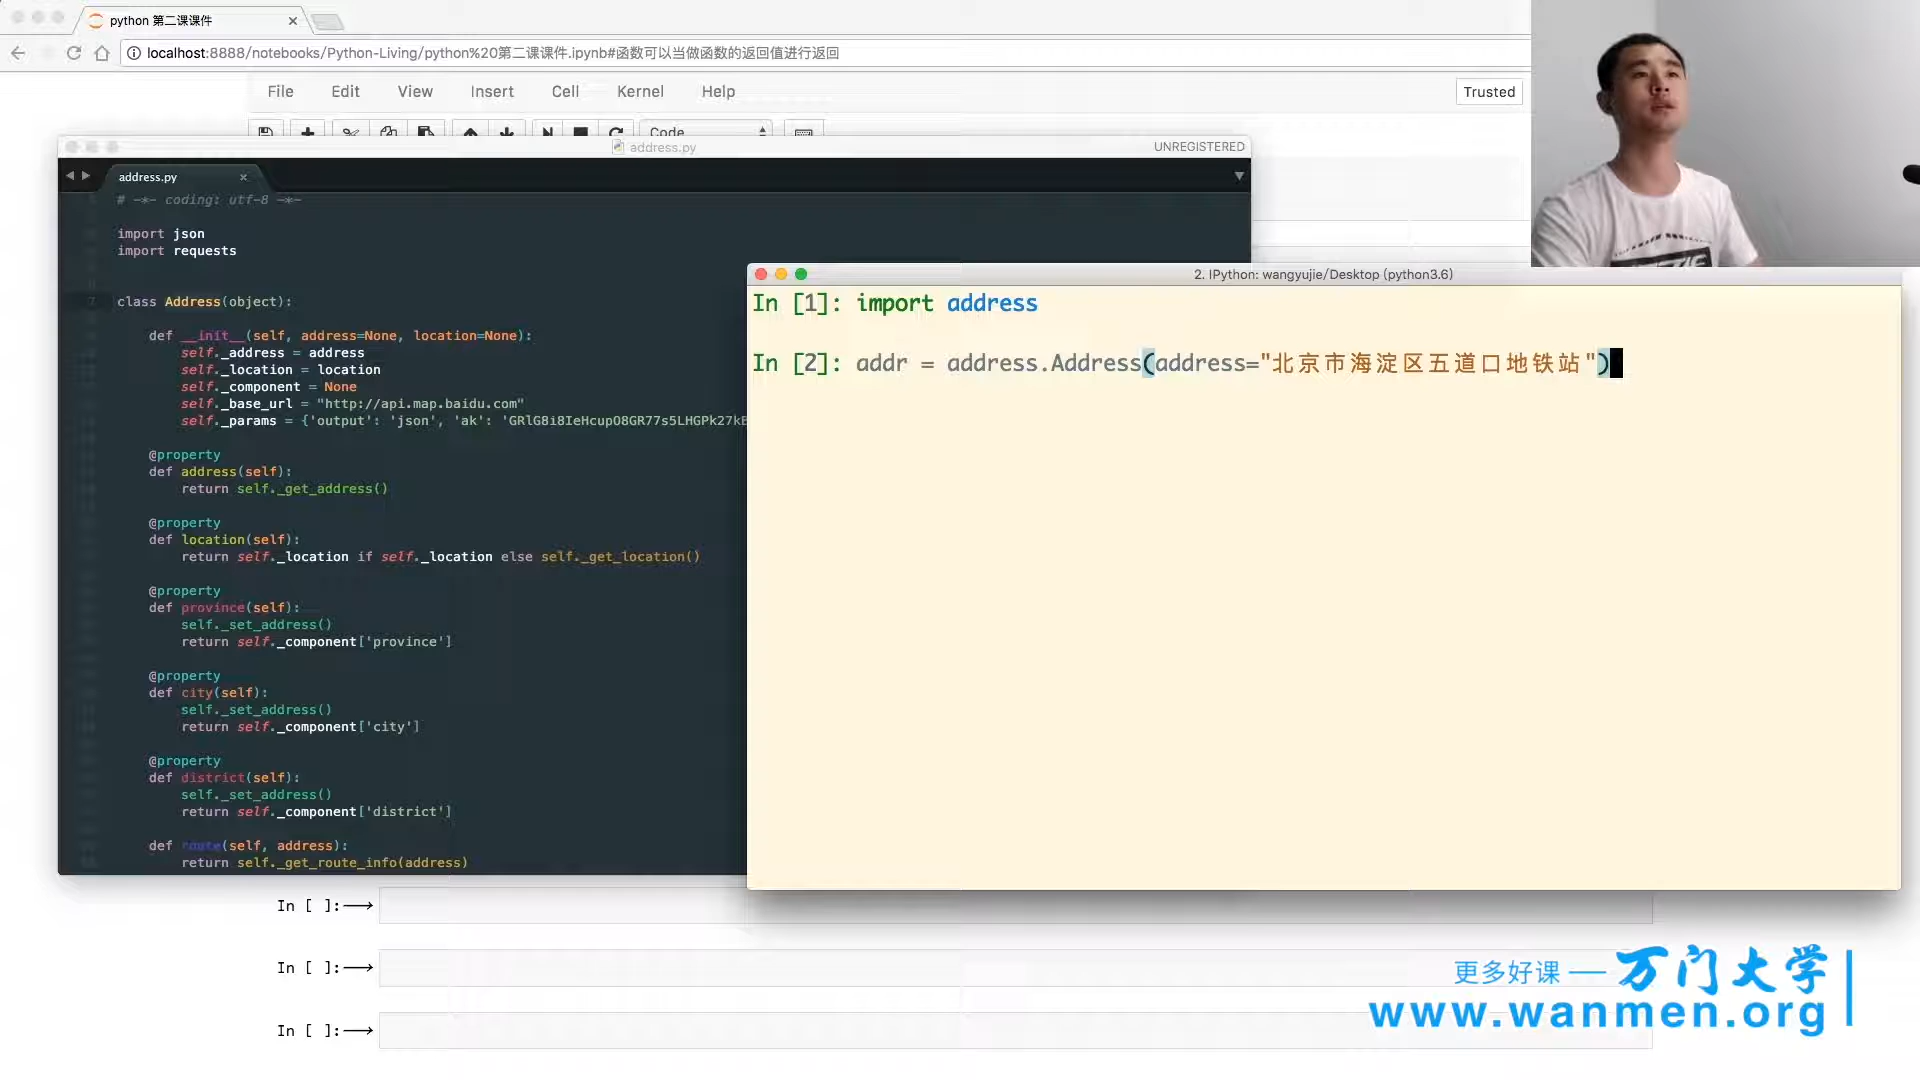 python 第二课课件
localhost:8888/notebooks/Python-Living/python%20第二课课件.ipynb#函数可以当做函数的返回值进行返回
File Edit View Insert Cell Kernel Help
Trusted
Code
address.py
UNREGISTERED
address.py
# -*- coding: utf-8 -*-
import json
import requests
7
class Address(object):
def __init__(self, address=None, location=None):
self._address = address
self._location = location
self._component = None
self._base_url = "http://api.map.baidu.com"
self._params = {'output': 'json', 'ak':
@property
def address(self):
return self._get_address()
@property
def location(self):
return self._location if self._location else self._get_location()
@property
def province(self):
self._set_address()
return self._component['province']
@property
def city(self):
self._set_address()
return self._component['city']
@property
def district(self):
self._set_address()
return self._component['district']
def route(self, address):
return self._get_route_info(address)
2. IPython: wangyujie/Desktop (python3.6)
In [1]: import address
In [2]: addr = address.Address(address="北京市海淀区五道口地铁站")
In [ ]:
In [ ]:
In [ ]:
更多好课 — 万门大学
www.wanmen.org